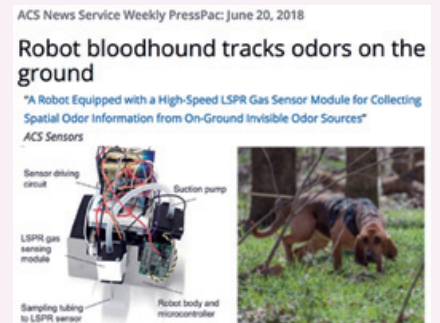 ACS News Service Weekly PressPac: June 20, 2018
Robot bloodhound tracks odors on the
ground
"A Robot Equipped with a High-Speed LSPR Gas Sensor Module for Collecting
Spatial Odor Information from On-Ground Invisible Odor Sources"
ACS Sensors
Sensor driving
circuit
Suction pump
LSPR gas
sensing
module
Sampling tubing
to LSPR sensor
Robot body and
microcontroller